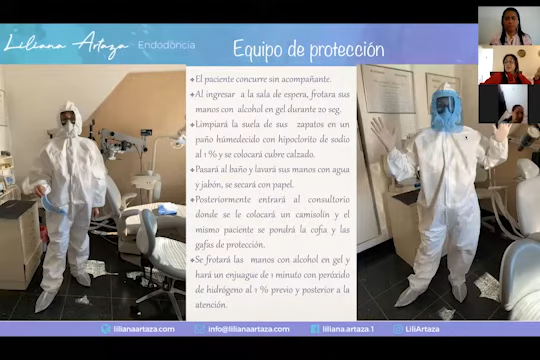 Liliana Artaza Endodoncia
Equipo de protección
❖El paciente concurre sin acompañante.
❖Al ingresar a la sala de espera, frotara sus
manos con alcohol en gel durante 20 seg.
❖Limpiará la suela de sus zapatos en un
paño húmedecido con hipoclorito de sodio
al 1 % y se colocará cubre calzado.
❖Pasará al baño y lavará sus manos con agua
y jabón, se secará con papel.
❖Posteriormente entrará al consultorio
donde se le colocará un camisolín y el
mismo paciente se pondrá la cofia y las
gafas de protección.
❖Se frotará las manos con alcohol en gel y
hará un enjuague de 1 minuto con peróxido
de hidrógeno al 1 % previo y posterior a la
atención.
lilianaartaza.com
info@lilianaartaza.com
liliana.artaza.1
LiliArtaza